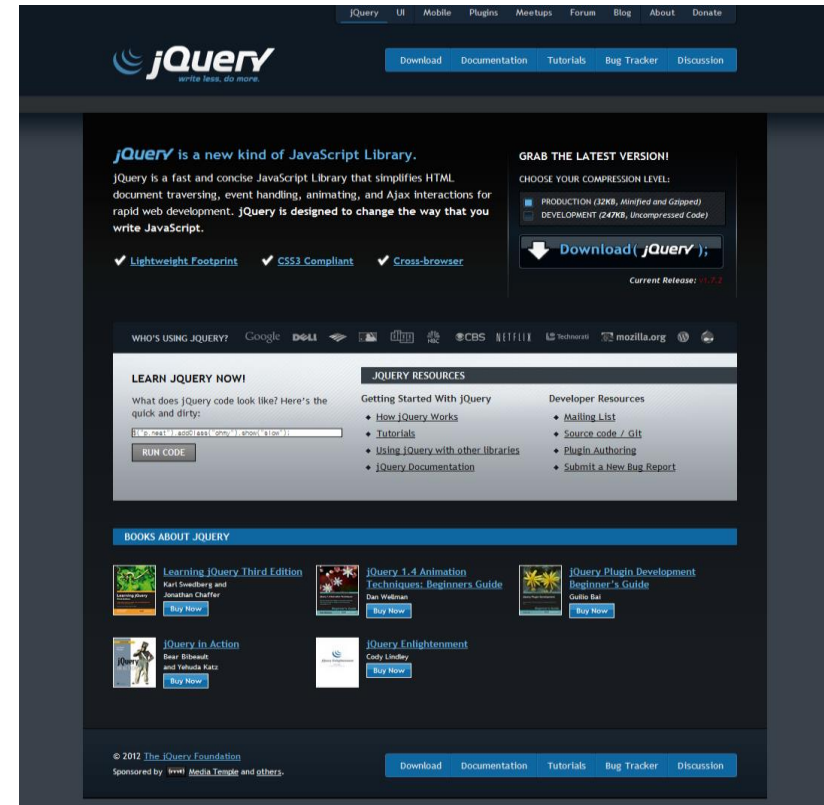 jQuery UI Mobile Plugins Meetups Forum Blog About Donate
jQuery
write less, do more.
Download Documentation Tutorials Bug Tracker Discussion
jQuery is a new kind of JavaScript Library.
jQuery is a fast and concise JavaScript Library that simplifies HTML
document traversing, event handling, animating, and Ajax interactions for
rapid web development. jQuery is designed to change the way that you
write JavaScript.
Lightweight Footprint CSS3 Compliant Cross-browser
GRAB THE LATEST VERSION!
CHOOSE YOUR COMPRESSION LEVEL:
PRODUCTION (32KB, Minified and Gzipped)
DEVELOPMENT (247KB, Uncompressed Code)
Download( jQuery );
Current Release: v1.7.2
WHO'S USING JQUERY? Google DELL NBC CBS NETFLIX Technorati mozilla.org
LEARN JQUERY NOW!
What does jQuery code look like? Here's the
quick and dirty:
$("p.neat").addClass("ohmy").show("slow");
RUN CODE
JQUERY RESOURCES
Getting Started With jQuery
How jQuery Works
Tutorials
Using jQuery with other libraries
jQuery Documentation
Developer Resources
Mailing List
Source code / Git
Plugin Authoring
Submit a New Bug Report
BOOKS ABOUT JQUERY
Learning jQuery Third Edition
Karl Swedberg and
Jonathan Chaffer
Buy Now
jQuery 1.4 Animation
Techniques: Beginners Guide
Dan Wellman
Buy Now
jQuery Plugin Development
Beginner's Guide
Guilio Bai
Buy Now
jQuery in Action
Bear Bibeault
and Yehuda Katz
Buy Now
jQuery Enlightenment
Cody Lindley
Buy Now
© 2012 The jQuery Foundation
Sponsored by Media Temple and others.
Download Documentation Tutorials Bug Tracker Discussion